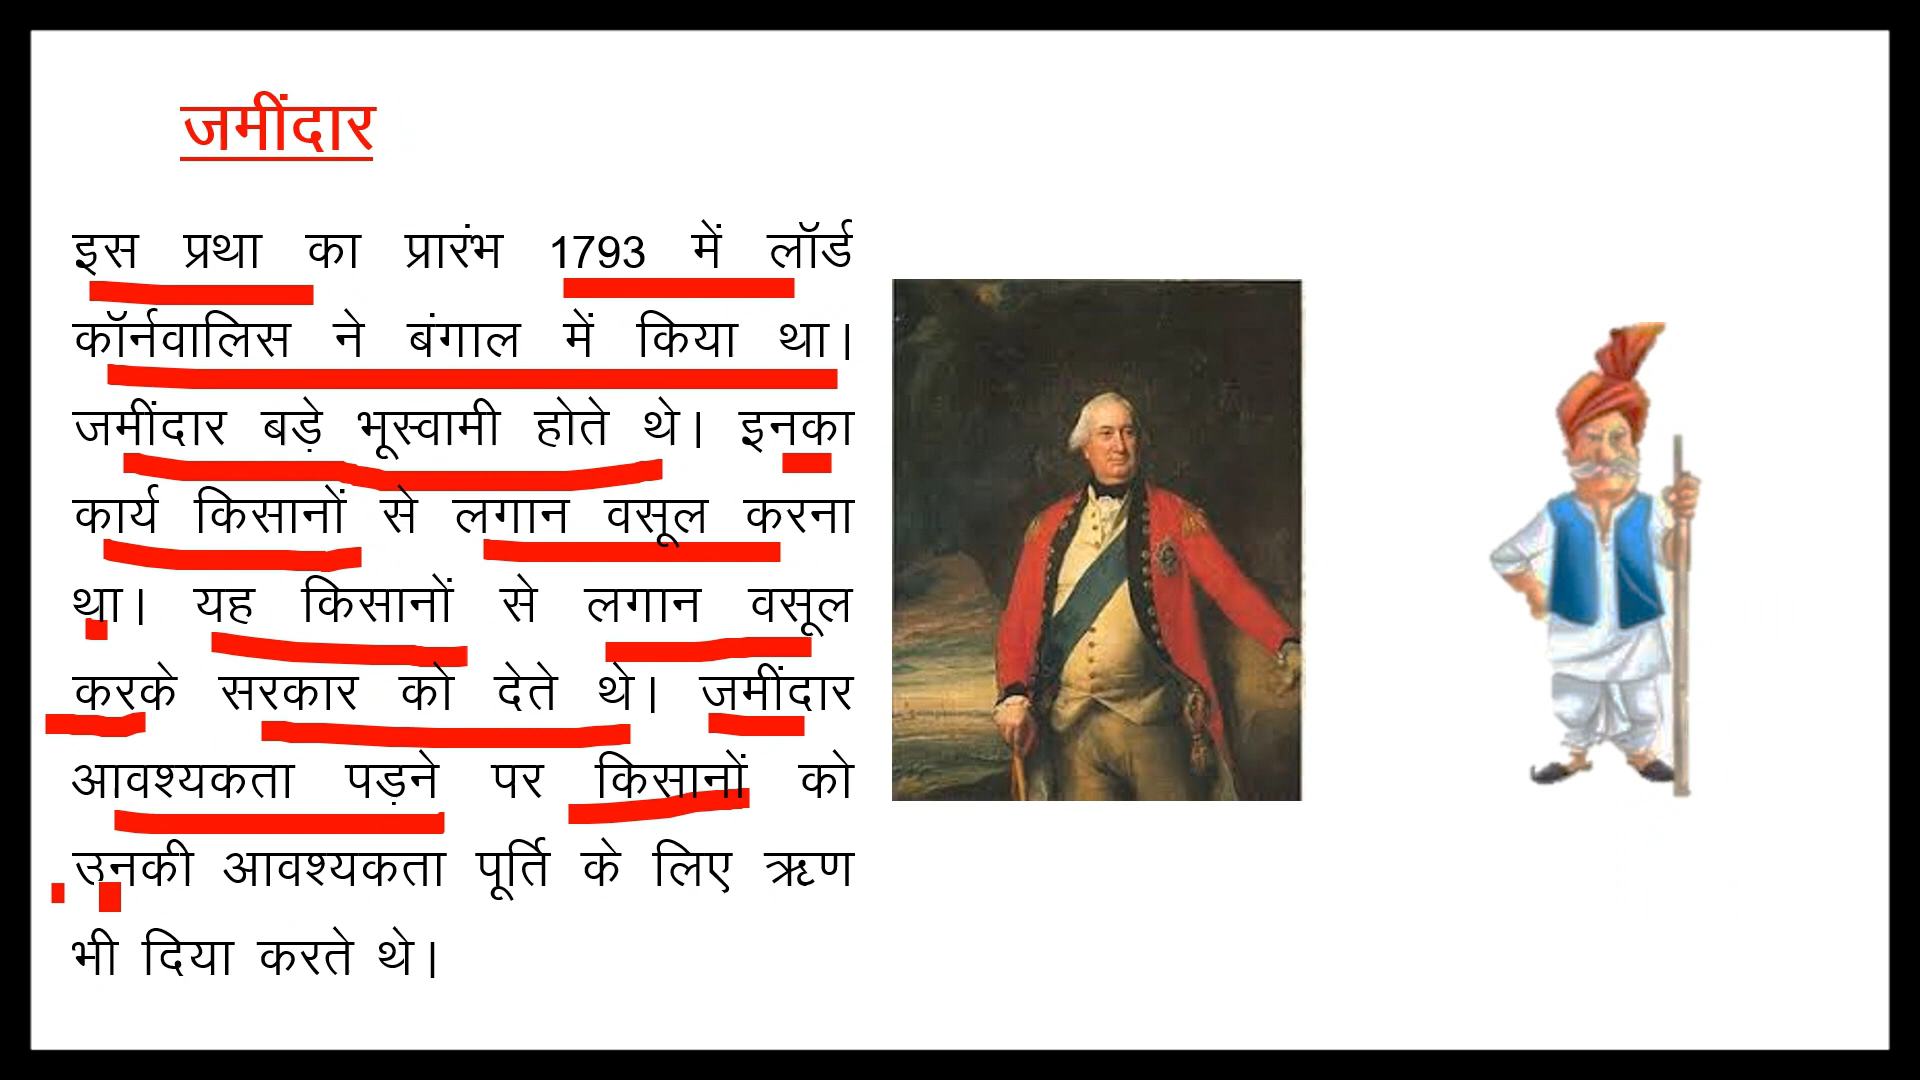 जमींदार
इस प्रथा का प्रारंभ 1793 में लॉर्ड
कॉर्नवालिस ने बंगाल में किया था।
जमींदार बड़े भूस्वामी होते थे। इनका
कार्य किसानों से लगान वसूल करना
था। यह किसानों से लगान वसूल
करके सरकार को देते थे। जमींदार
आवश्यकता पड़ने पर किसानों को
उनकी आवश्यकता पूर्ति के लिए ऋण
भी दिया करते थे।